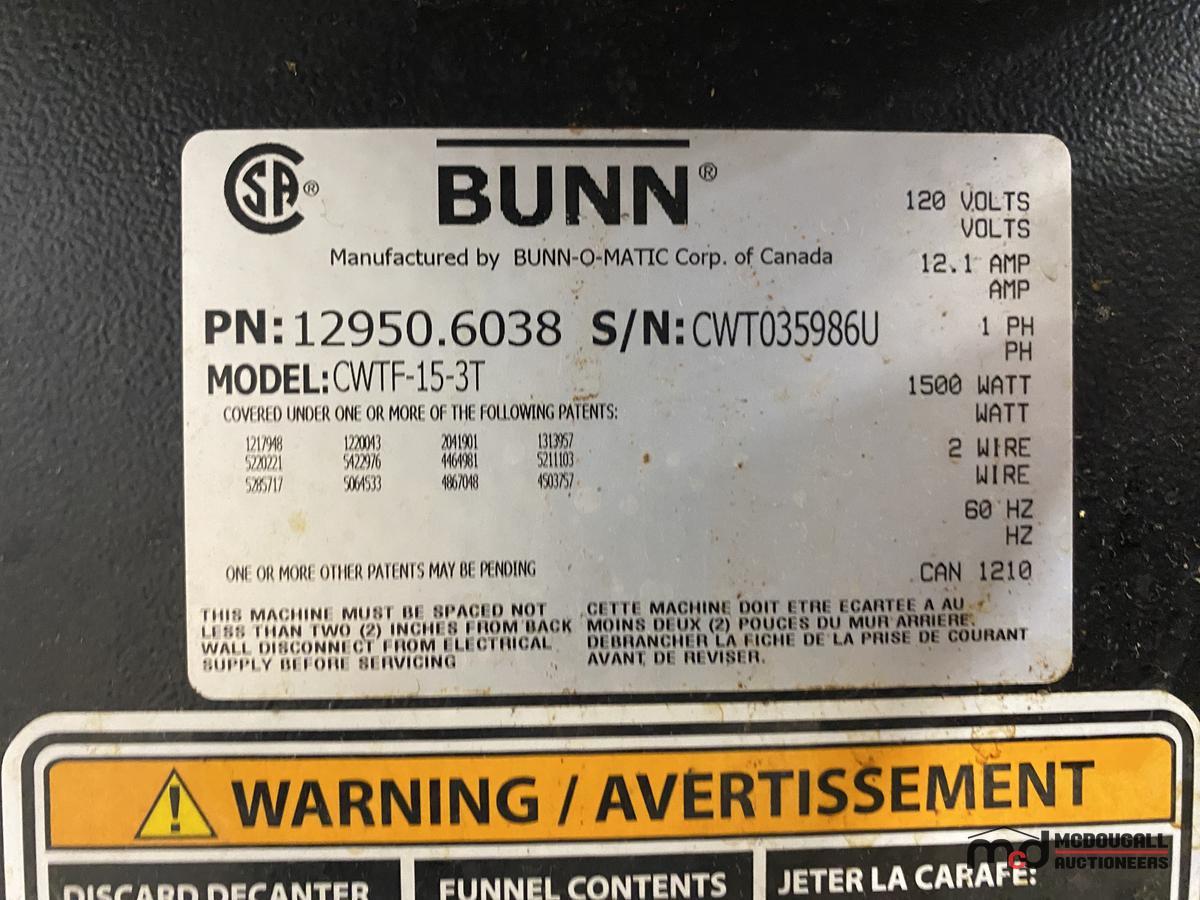 CSA®
BUNN®
Manufactured by BUNN-O-MATIC Corp. of Canada
PN: 12950.6038 S/N: CWT035986U
MODEL: CWTF-15-3T
COVERED UNDER ONE OR MORE OF THE FOLLOWING PATENTS:
1217948 1220043 2041901 1313957
5220221 5422976 4464981 5211103
5285717 5064533 4867048 4503757
ONE OR MORE OTHER PATENTS MAY BE PENDING
120 VOLTS
VOLTS
12.1 AMP
AMP
1 PH
PH
1500 WATT
WATT
2 WIRE
WIRE
60 HZ
HZ
CAN 1210
THIS MACHINE MUST BE SPACED NOT
LESS THAN TWO (2) INCHES FROM BACK
WALL DISCONNECT FROM ELECTRICAL
SUPPLY BEFORE SERVICING
CETTE MACHINE DOIT ETRE ECARTEE A AU
MOINS DEUX (2) POUCES DU MUR ARRIERE.
DEBRANCHER LA FICHE DE LA PRISE DE COURANT
AVANT DE REVISER.
WARNING / AVERTISSEMENT
DISCARD DECANTER
FUNNEL CONTENTS
JETER LA CARAFE:
mcd MCDOUGALL
AUCTIONEERS